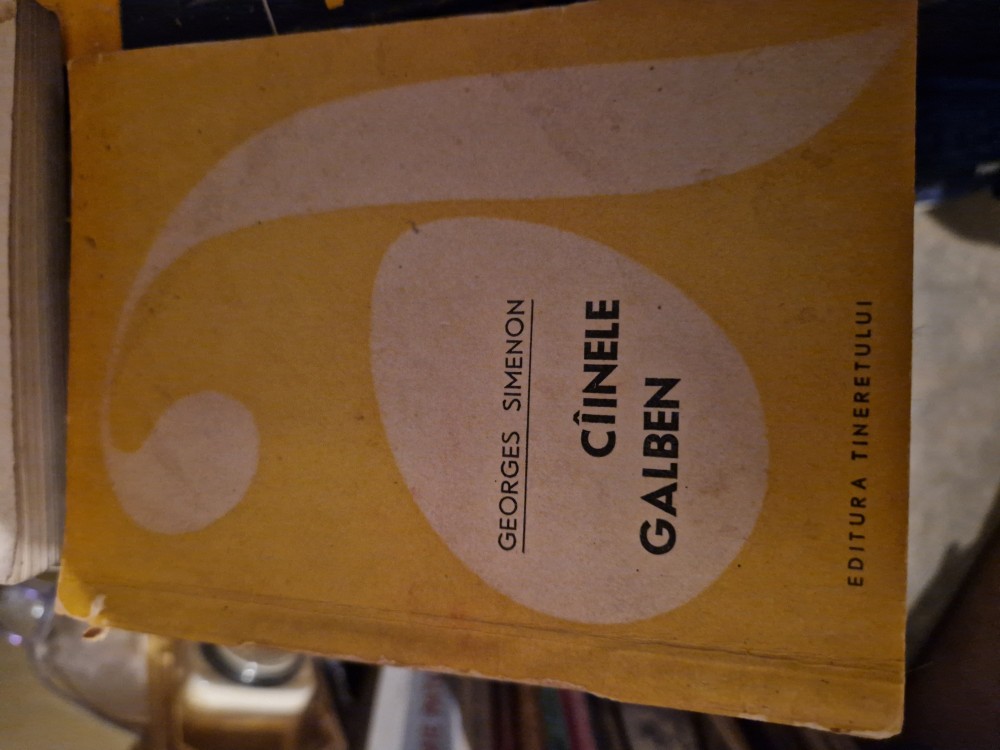 GEORGES SIMENON
CÎINELE
GALBEN
EDITURA TINERETULUI